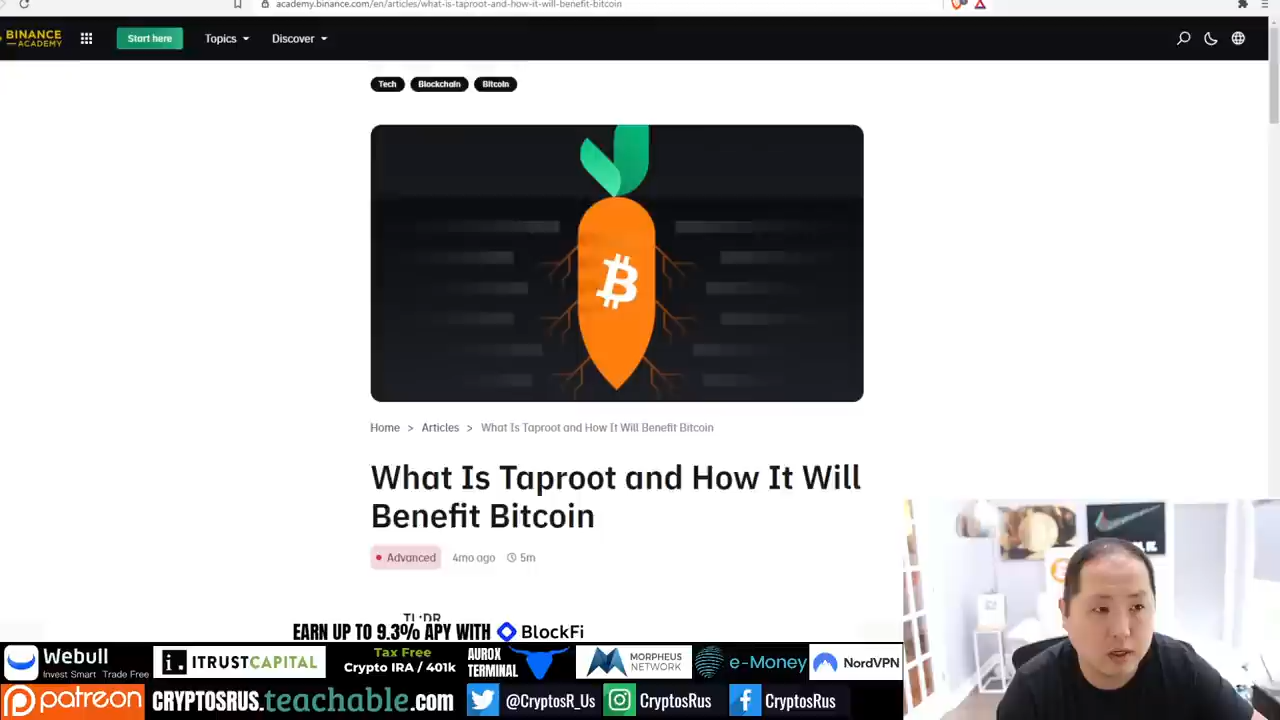 academy.binance.com/en/articles/what-is-taproot-and-how-it-will-benefit-bitcoin
BINANCE
ACADEMY
Start here
Topics
Discover
Tech
Blockchain
Bitcoin
Home > Articles > What Is Taproot and How It Will Benefit Bitcoin
What Is Taproot and How It Will
Benefit Bitcoin
Advanced
4mo ago
5m
TL;DR
EARN UP TO 9.3% APY WITH BlockFi
Webull
Invest Smart Trade Free
ITRUSTCAPITAL
Tax Free
Crypto IRA / 401k
AUROX
TERMINAL
MORPHEUS
NETWORK
e-Money
NordVPN
patreon
CRYPTOSRUS.teachable.com
@CryptosR_Us
CryptosRus
CryptosRus